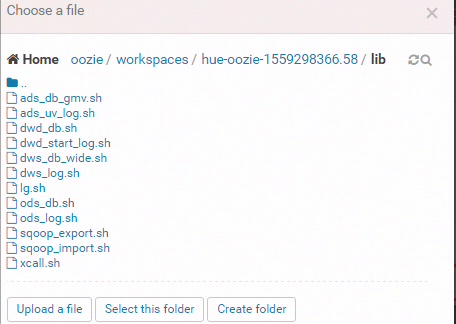 Choose a file ×
Home oozie / workspaces / hue-oozie-1559298366.58 / lib
..
ads_db_gmv.sh
ads_uv_log.sh
dwd_db.sh
dwd_start_log.sh
dws_db_wide.sh
dws_log.sh
lg.sh
ods_db.sh
ods_log.sh
sqoop_export.sh
sqoop_import.sh
xcall.sh
Upload a file Select this folder Create folder